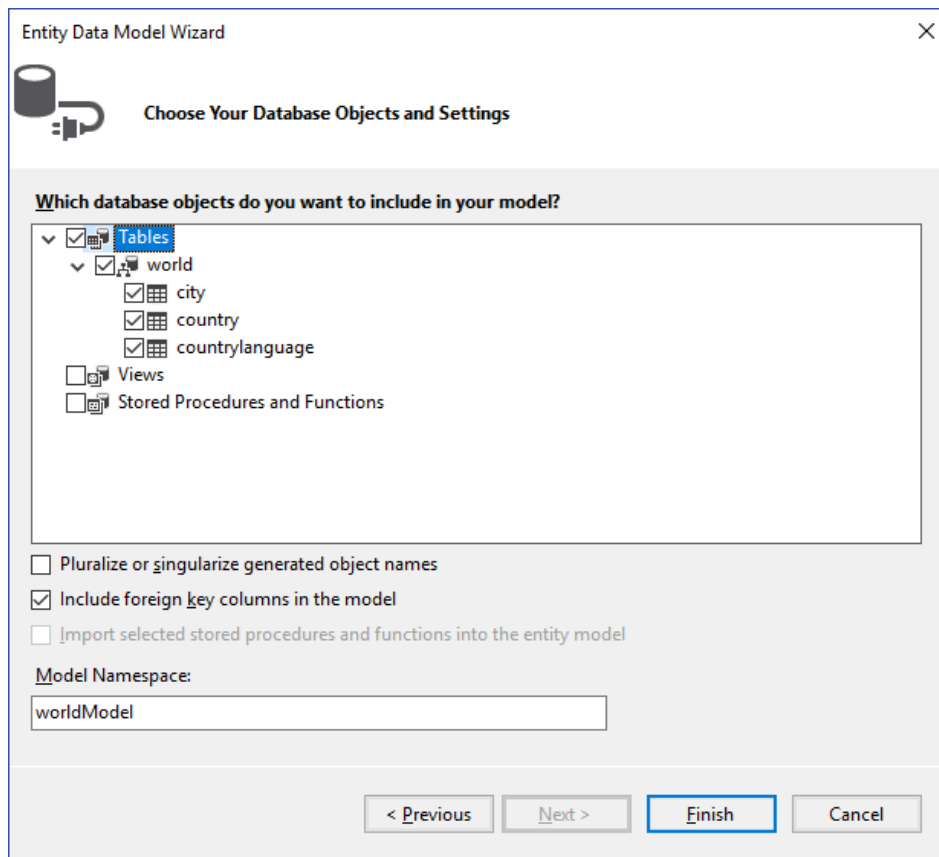 Entity Data Model Wizard
Choose Your Database Objects and Settings
Which database objects do you want to include in your model?
Tables
world
city
country
countrylanguage
Views
Stored Procedures and Functions
Pluralize or singularize generated object names
Include foreign key columns in the model
Import selected stored procedures and functions into the entity model
Model Namespace:
worldModel
< Previous Next > Finish Cancel